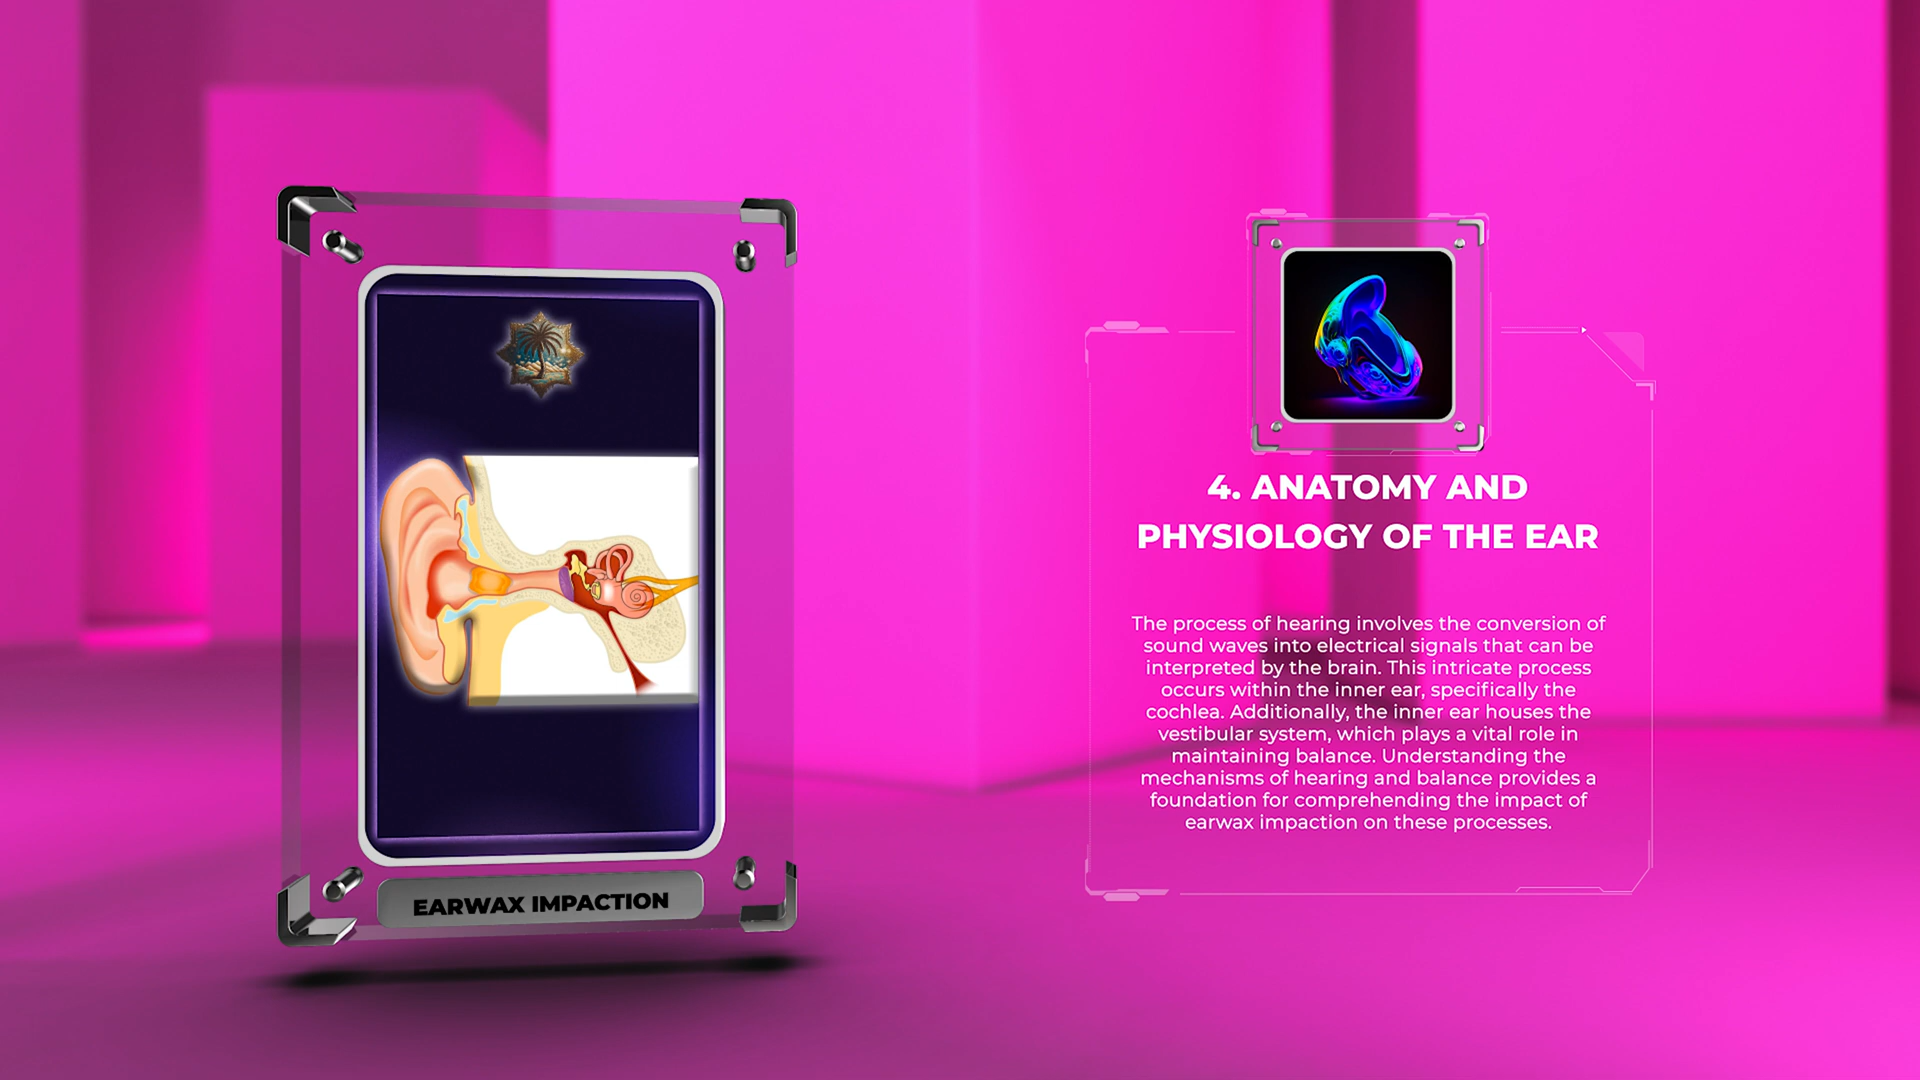 EARWAX IMPACTION
4. ANATOMY AND
PHYSIOLOGY OF THE EAR
The process of hearing involves the conversion of
sound waves into electrical signals that can be
interpreted by the brain. This intricate process
occurs within the inner ear, specifically the
cochlea. Additionally, the inner ear houses the
vestibular system, which plays a vital role in
maintaining balance. Understanding the
mechanisms of hearing and balance provides a
foundation for comprehending the impact of
earwax impaction on these processes.